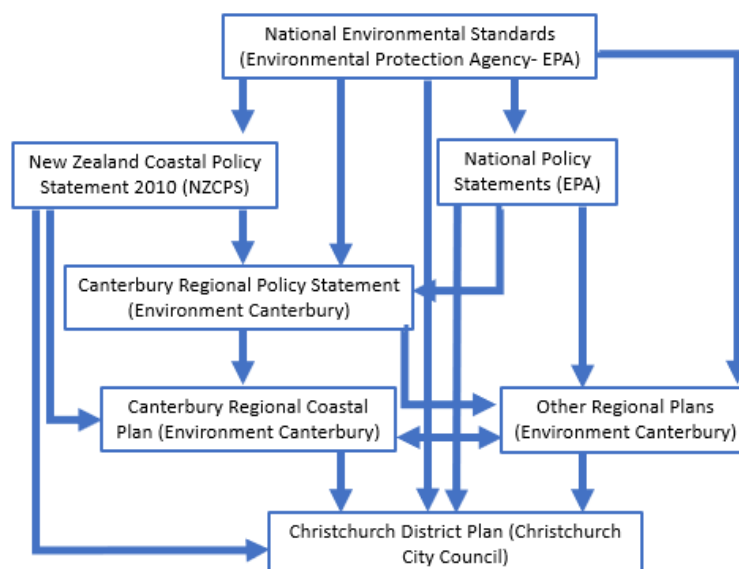 National Environmental Standards
(Environmental Protection Agency- EPA)
New Zealand Coastal Policy
Statement 2010 (NZCPS)
National Policy
Statements (EPA)
Canterbury Regional Policy Statement
(Environment Canterbury)
Canterbury Regional Coastal
Plan (Environment Canterbury)
Other Regional Plans
(Environment Canterbury)
Christchurch District Plan (Christchurch
City Council)